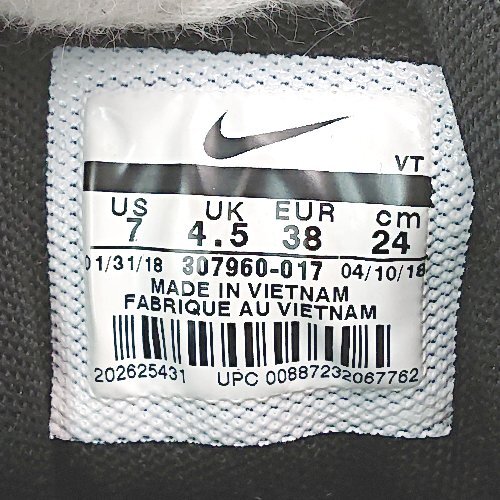 VT
US UK EUR cm
7 4.5 38 24
01/31/18 307960-017 04/10/18
MADE IN VIETNAM
FABRIQUE AU VIETNAM
202625431 UPC 00887232067762